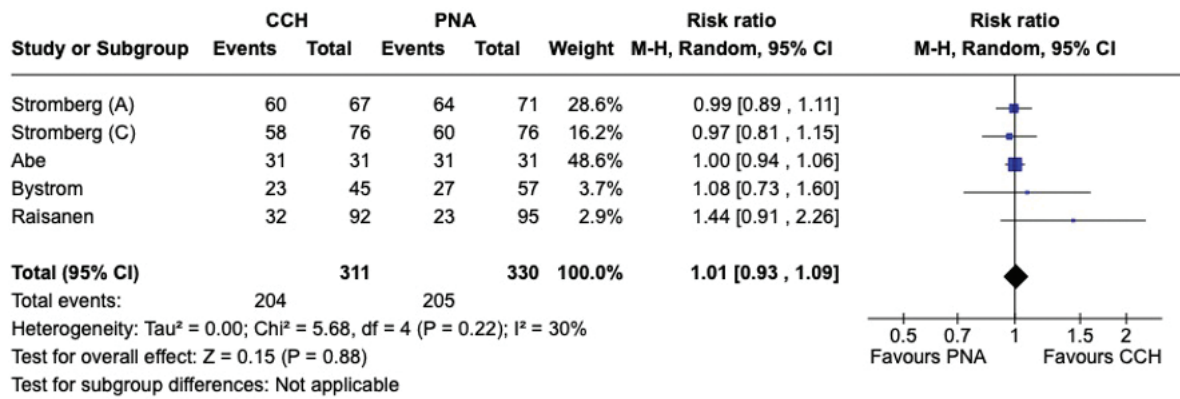 CCH PNA Risk ratio Risk ratio
Study or Subgroup Events Total Events Total Weight M-H, Random, 95% CI M-H, Random, 95% CI
Stromberg (A) 60 67 64 71 28.6% 0.99 [0.89 , 1.11]
Stromberg (C) 58 76 60 76 16.2% 0.97 [0.81 , 1.15]
Abe 31 31 31 31 48.6% 1.00 [0.94 , 1.06]
Bystrom 23 45 27 57 3.7% 1.08 [0.73 , 1.60]
Raisanen 32 92 23 95 2.9% 1.44 [0.91 , 2.26]
Total (95% CI) 311 330 100.0% 1.01 [0.93 , 1.09]
Total events: 204 205
Heterogeneity: Tau² = 0.00; Chi² = 5.68, df = 4 (P = 0.22); I² = 30%
Test for overall effect: Z = 0.15 (P = 0.88)
Test for subgroup differences: Not applicable
0.5 0.7 1 1.5 2
Favours PNA Favours CCH